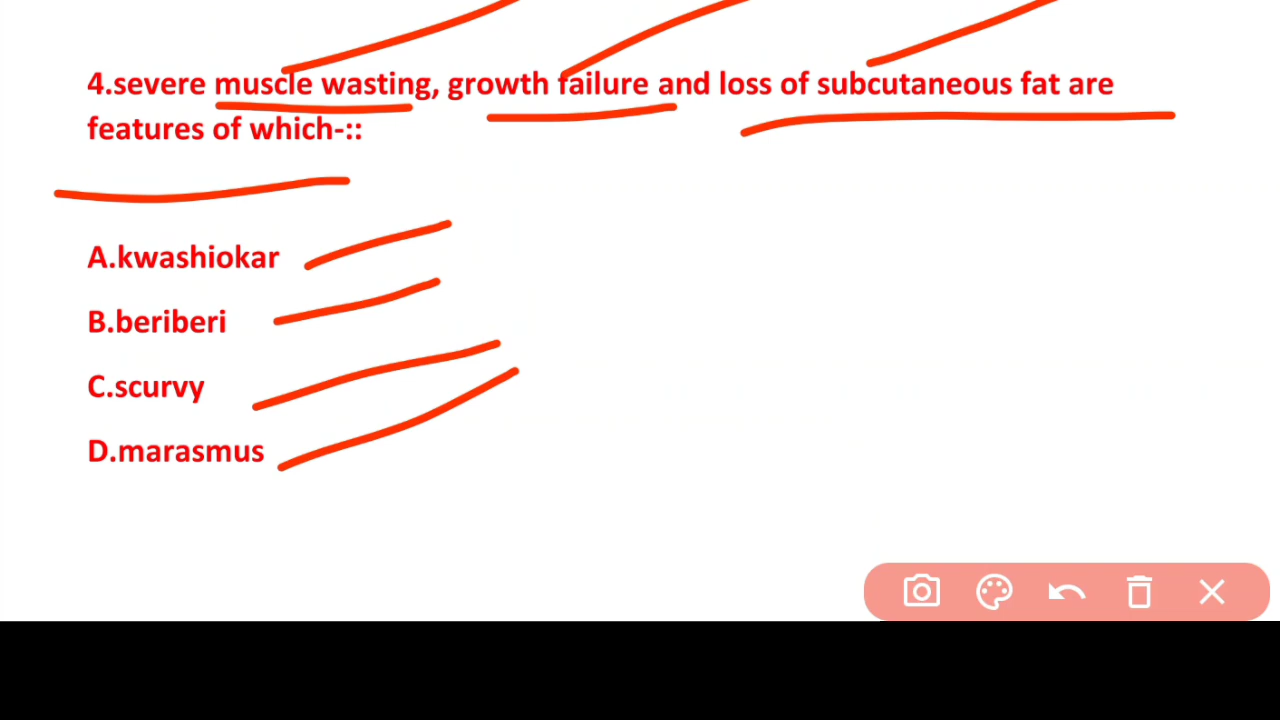 4.severe muscle wasting, growth failure and loss of subcutaneous fat are
features of which-::
A.kwashiokar
B.beriberi
C.scurvy
D.marasmus